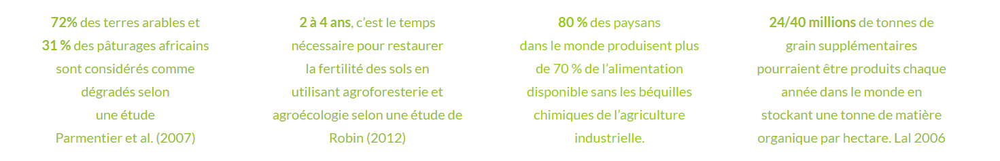 72% des terres arables et
31 % des pâturages africains
sont considérés comme
dégradés selon
une étude
Parmentier et al. (2007)
2 à 4 ans, c’est le temps
nécessaire pour restaurer
la fertilité des sols en
utilisant agroforesterie et
agroécologie selon une étude de
Robin (2012)
80 % des paysans
dans le monde produisent plus
de 70 % de l’alimentation
disponible sans les béquilles
chimiques de l’agriculture
industrielle.
24/40 millions de tonnes de
grain supplémentaires
pourraient être produits chaque
année dans le monde en
stockant une tonne de matière
organique par hectare. Lal 2006